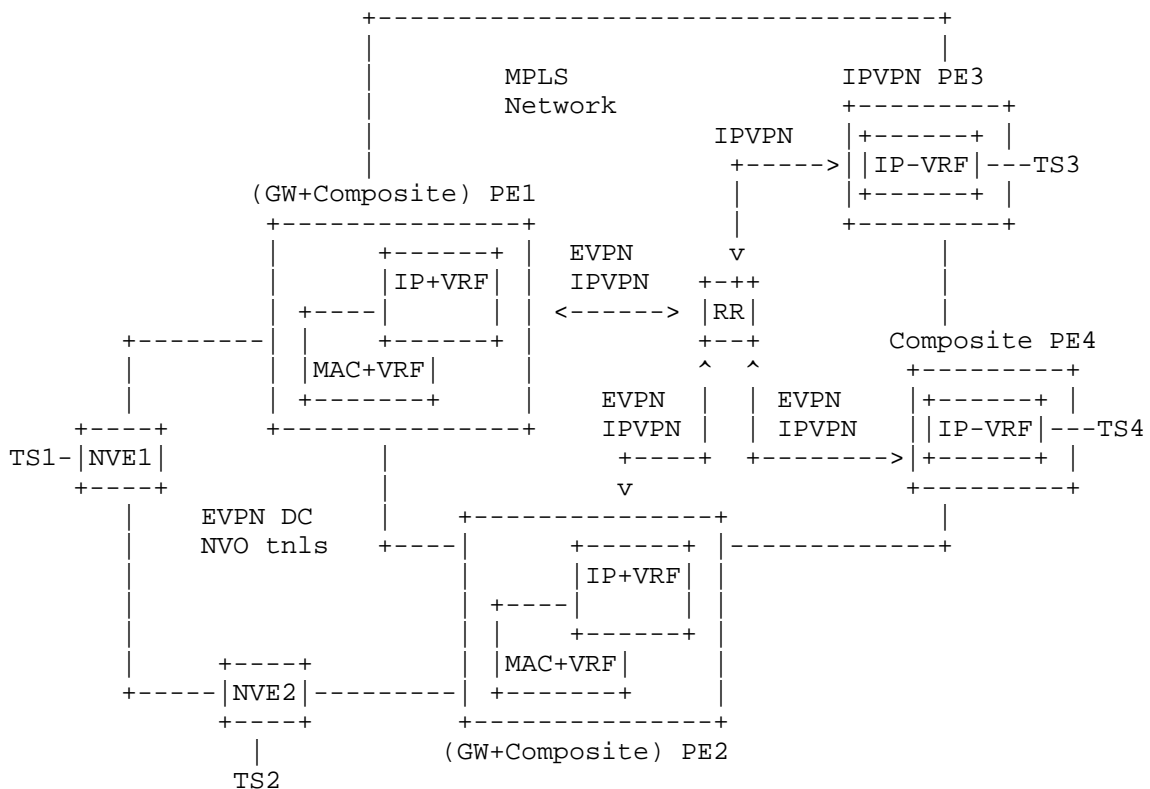 MPLS
Network
IPVPN PE3
IPVPN
IP-VRF
TS3
(GW+Composite) PE1
EVPN
IPVPN
IP+VRF
MAC+VRF
RR
Composite PE4
EVPN
IPVPN
EVPN
IPVPN
IP-VRF
TS4
TS1
NVE1
EVPN DC
NVO tnls
IP+VRF
MAC+VRF
NVE2
(GW+Composite) PE2
TS2